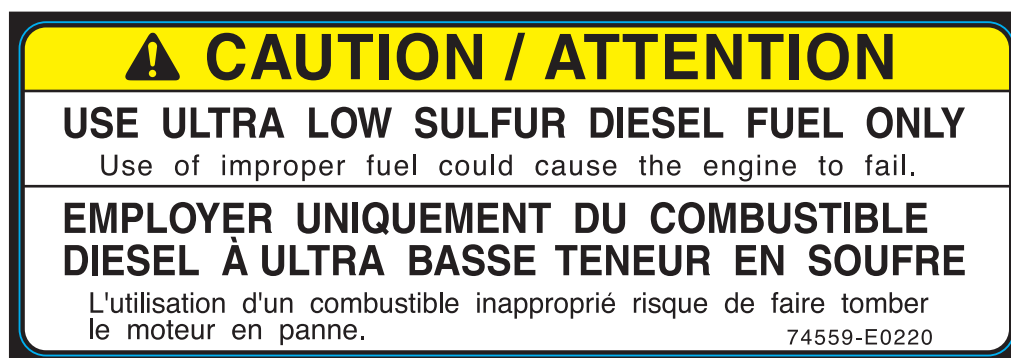 CAUTION / ATTENTION
USE ULTRA LOW SULFUR DIESEL FUEL ONLY
Use of improper fuel could cause the engine to fail.
EMPLOYER UNIQUEMENT DU COMBUSTIBLE
DIESEL À ULTRA BASSE TENEUR EN SOUFRE
L'utilisation d'un combustible inapproprié risque de faire tomber
le moteur en panne.
74559-E0220